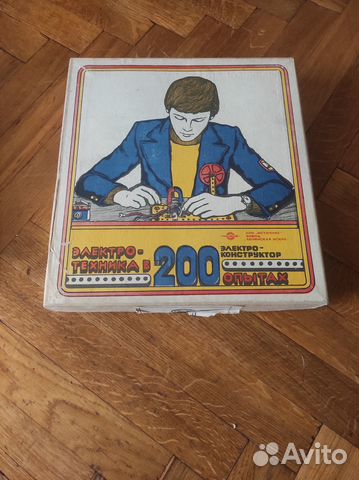 ЭЛЕКТРО-
ТЕХНИКА В
200
ОПЫТАХ
ЭЛЕКТРО-
КОНСТРУКТОР
Avito